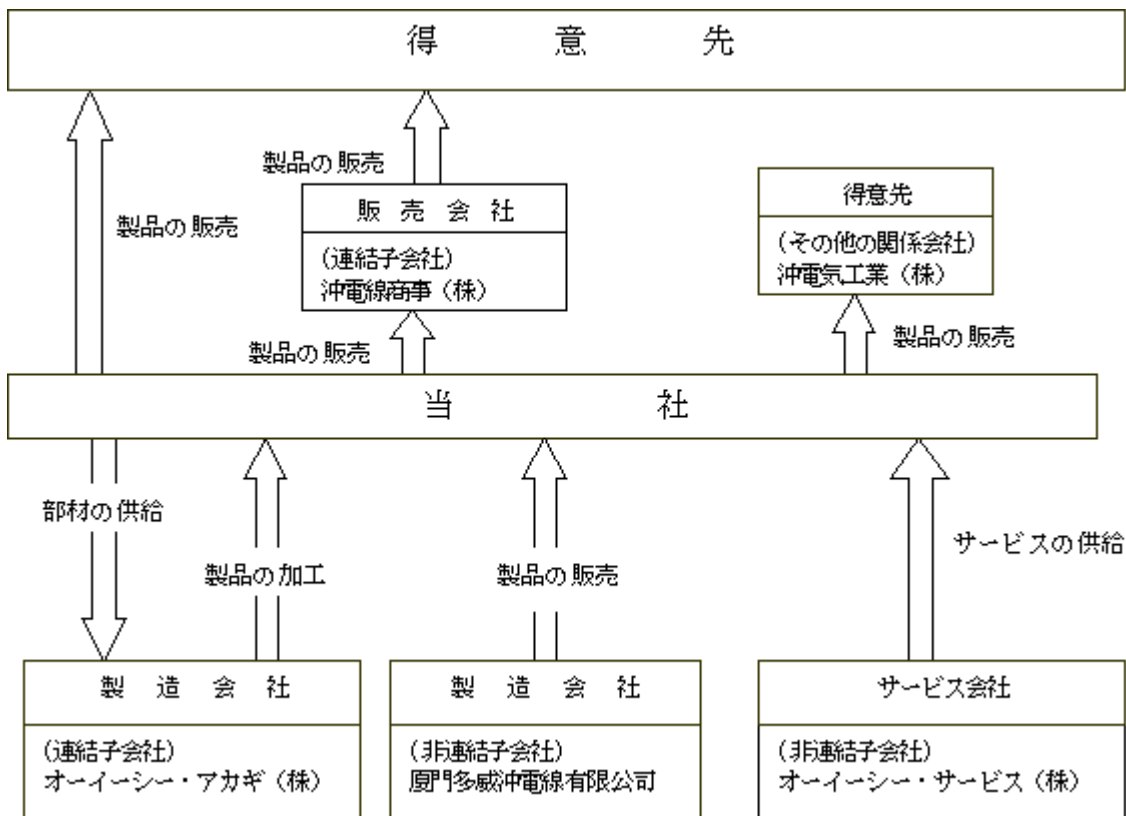 得意先
製品の販売
製品の販売
販売会社
(連結子会社)
沖電線商事（株）
得意先
(その他の関係会社)
沖電気工業（株）
製品の販売
製品の販売
当社
部材の供給
製品の加工
製品の販売
サービスの供給
製造会社
(連結子会社)
オーイーシー・アカギ（株）
製造会社
(非連結子会社)
厦門多威沖電線有限公司
サービス会社
(非連結子会社)
オーイーシー・サービス（株）